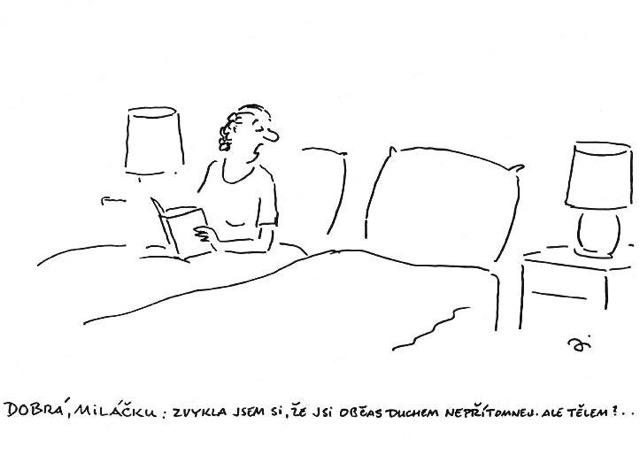 DOBRÁ, MILÁČKU: ZVYKLA JSEM SI, ŽE JSI OBČAS DUCHEM NEPŘÍTOMNEJ. ALE TĚLEM?..